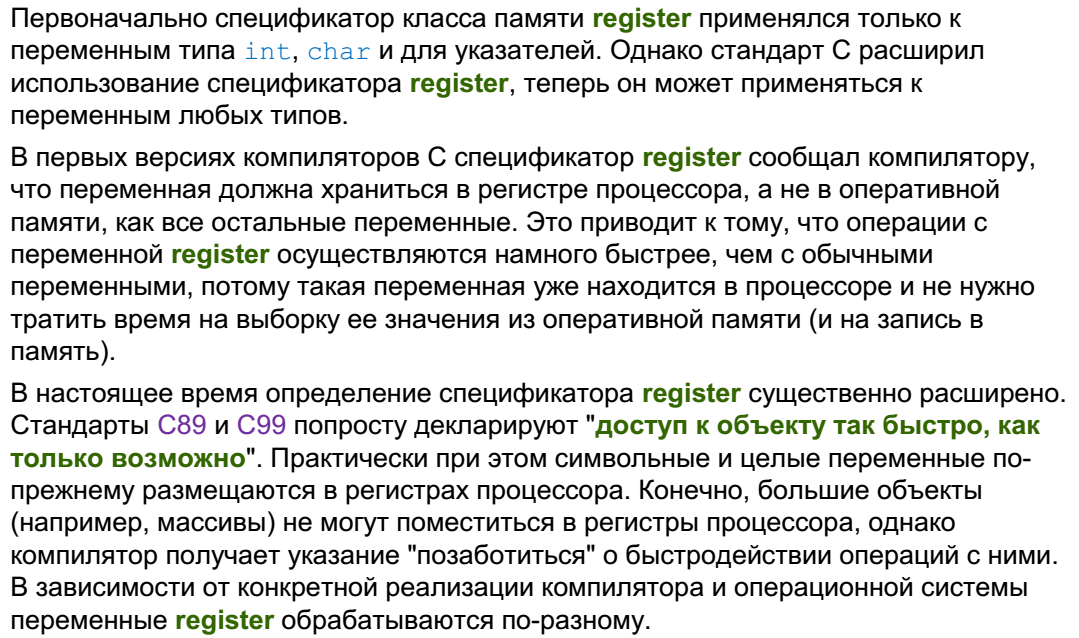 Первоначально спецификатор класса памяти register применялся только к
переменным типа int, char и для указателей. Однако стандарт C расширил
использование спецификатора register, теперь он может применяться к
переменным любых типов.
В первых версиях компиляторов C спецификатор register сообщал компилятору,
что переменная должна храниться в регистре процессора, а не в оперативной
памяти, как все остальные переменные. Это приводит к тому, что операции с
переменной register осуществляются намного быстрее, чем с обычными
переменными, потому такая переменная уже находится в процессоре и не нужно
тратить время на выборку ее значения из оперативной памяти (и на запись в
память).
В настоящее время определение спецификатора register существенно расширено.
Стандарты C89 и C99 попросту декларируют "доступ к объекту так быстро, как
только возможно". Практически при этом символьные и целые переменные по-
прежнему размещаются в регистрах процессора. Конечно, большие объекты
(например, массивы) не могут поместиться в регистры процессора, однако
компилятор получает указание "позаботиться" о быстродействии операций с ними.
В зависимости от конкретной реализации компилятора и операционной системы
переменные register обрабатываются по-разному.